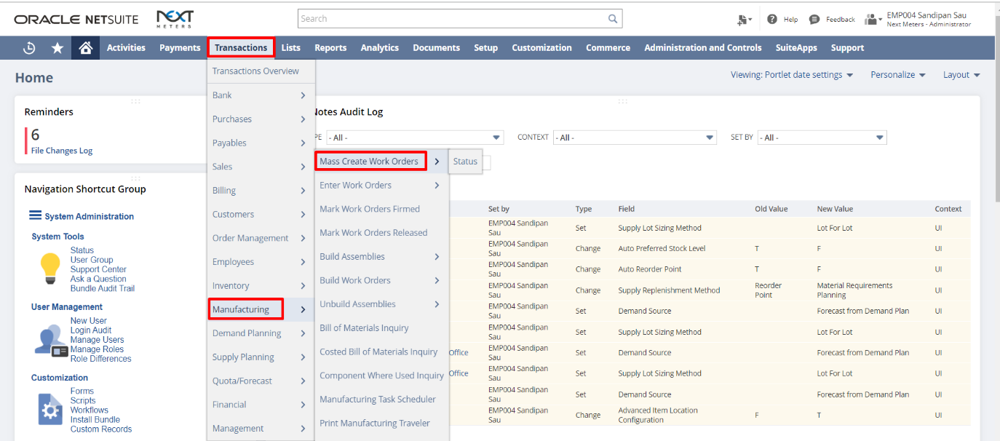 ORACLE NETSUITE
NEXT
METERS
Search
Help
Feedback
EMP004 Sandipan Sau
Next Meters - Administrator
Activities Payments Transactions Lists Reports Analytics Documents Setup Customization Commerce Administration and Controls SuiteApps Support
Home
Viewing: Portlet date settings Personalize Layout
Reminders
6
File Changes Log
Navigation Shortcut Group
System Administration
System Tools
Status
User Group
Support Center
Ask a Question
Bundle Audit Trail
User Management
New User
Login Audit
Manage Users
Manage Roles
Role Differences
Customization
Forms
Scripts
Workflows
Install Bundle
Custom Records
Transactions Overview
Bank
Purchases
Payables
Sales
Billing
Customers
Order Management
Employees
Inventory
Manufacturing
Demand Planning
Supply Planning
Quota/Forecast
Financial
Management
Mass Create Work Orders
Status
Enter Work Orders
Mark Work Orders Firmed
Mark Work Orders Released
Build Assemblies
Build Work Orders
Unbuild Assemblies
Bill of Materials Inquiry
Costed Bill of Materials Inquiry
Component Where Used Inquiry
Manufacturing Task Scheduler
Print Manufacturing Traveler
Notes Audit Log
PE - All - CONTEXT - All - SET BY - All -
Set by Type Field Old Value New Value Context
EMP004 Sandipan Sau Set Supply Lot Sizing Method Lot For Lot UI
EMP004 Sandipan Sau Change Auto Preferred Stock Level T F UI
EMP004 Sandipan Sau Change Auto Reorder Point T F UI
EMP004 Sandipan Sau Change Supply Replenishment Method Reorder Point Material Requirements Planning UI
EMP004 Sandipan Sau Set Demand Source Forecast from Demand Plan UI
EMP004 Sandipan Sau Set Supply Lot Sizing Method Lot For Lot UI
Office EMP004 Sandipan Sau Set Demand Source Forecast from Demand Plan UI
Office EMP004 Sandipan Sau Set Supply Lot Sizing Method Lot For Lot UI
EMP004 Sandipan Sau Set Demand Source Forecast from Demand Plan UI
EMP004 Sandipan Sau Change Advanced Item Location Configuration F T UI